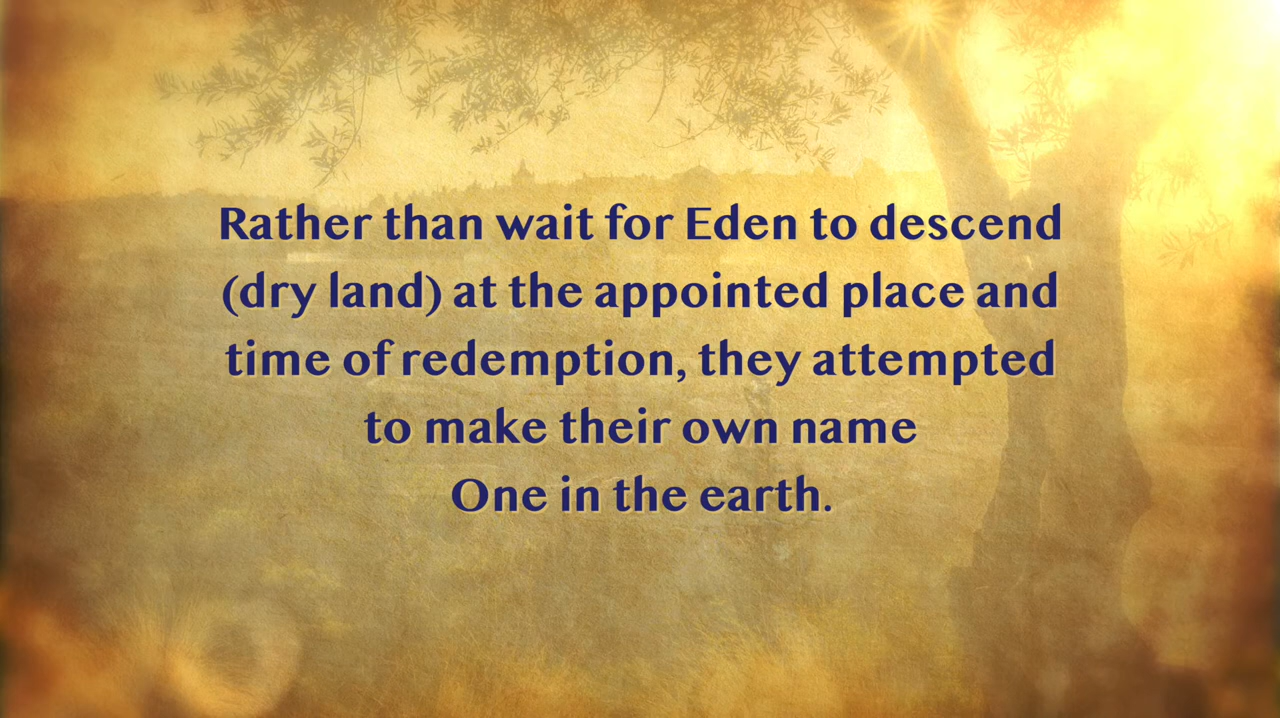 Rather than wait for Eden to descend
(dry land) at the appointed place and
time of redemption, they attempted
to make their own name
One in the earth.